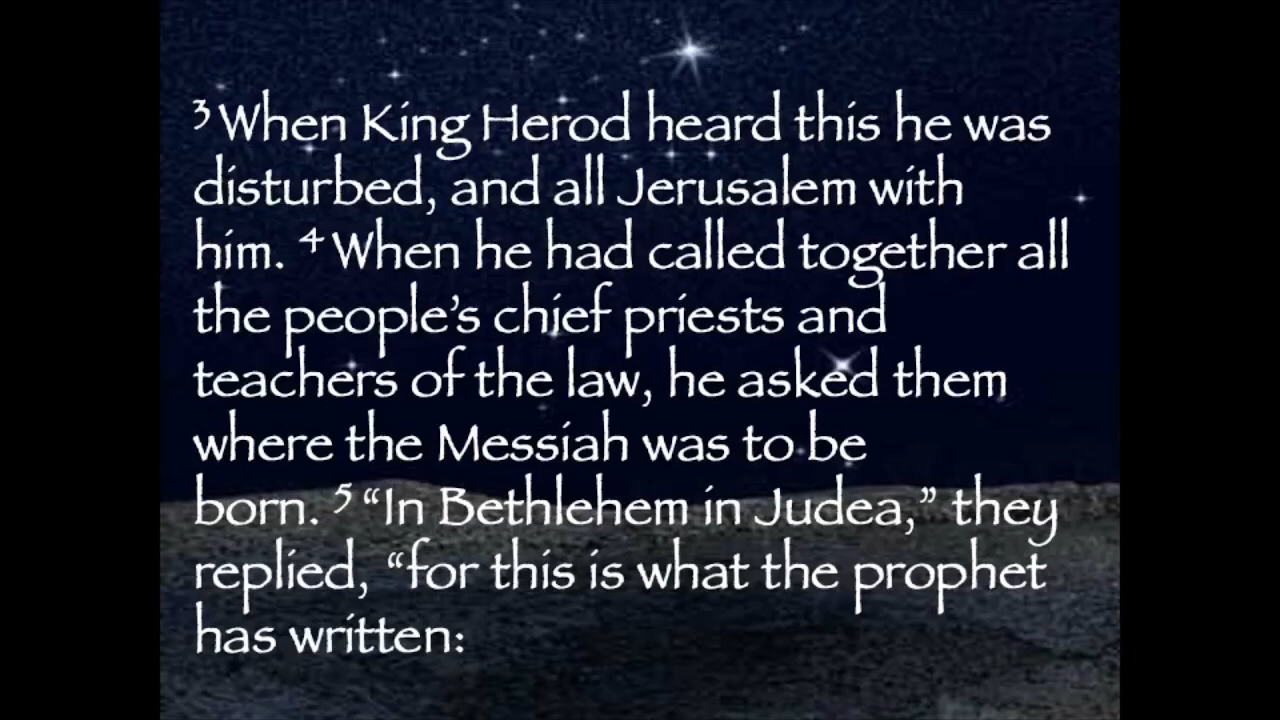 ³ When King Herod heard this he was
disturbed, and all Jerusalem with
him. ⁴ When he had called together all
the people’s chief priests and
teachers of the law, he asked them
where the Messiah was to be
born. ⁵ “In Bethlehem in Judea,” they
replied, “for this is what the prophet
has written: